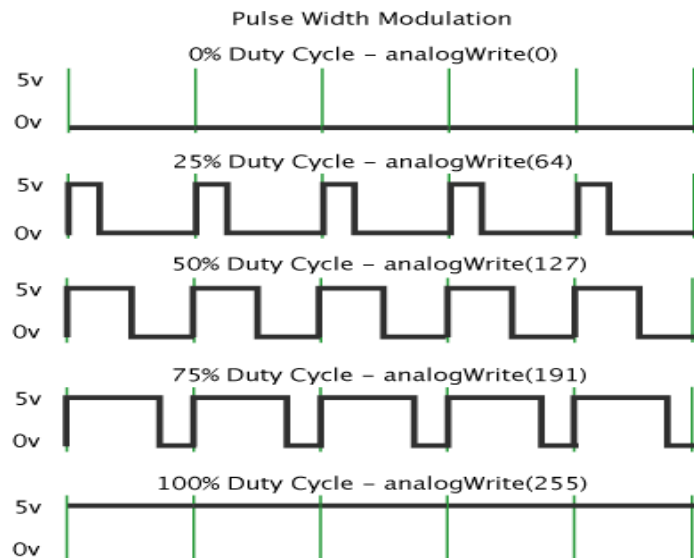 Pulse Width Modulation
0% Duty Cycle – analogWrite(0)
5v
0v
25% Duty Cycle – analogWrite(64)
5v
0v
50% Duty Cycle – analogWrite(127)
5v
0v
75% Duty Cycle – analogWrite(191)
5v
0v
100% Duty Cycle – analogWrite(255)
5v
0v